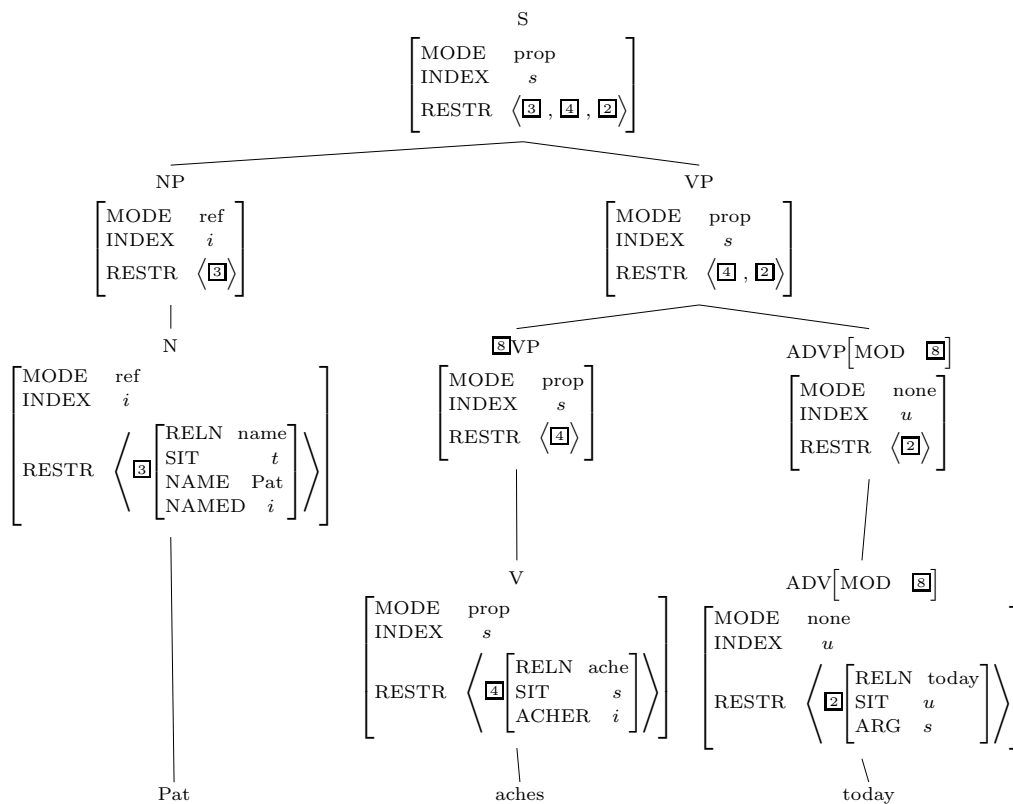 S
MODE prop
INDEX s
RESTR ⟨ 3 , 4 , 2 ⟩
NP VP
MODE ref
INDEX i
RESTR ⟨ 3 ⟩
MODE prop
INDEX s
RESTR ⟨ 4 , 2 ⟩
N
MODE ref
INDEX i
RESTR ⟨ 3 RELN name
SIT t
NAME Pat
NAMED i ⟩
8 VP
MODE prop
INDEX s
RESTR ⟨ 4 ⟩
ADVP[MOD 8 ]
MODE none
INDEX u
RESTR ⟨ 2 ⟩
V
MODE prop
INDEX s
RESTR ⟨ 4 RELN ache
SIT s
ACHER i ⟩
ADV[MOD 8 ]
MODE none
INDEX u
RESTR ⟨ 2 RELN today
SIT u
ARG s ⟩
Pat aches today